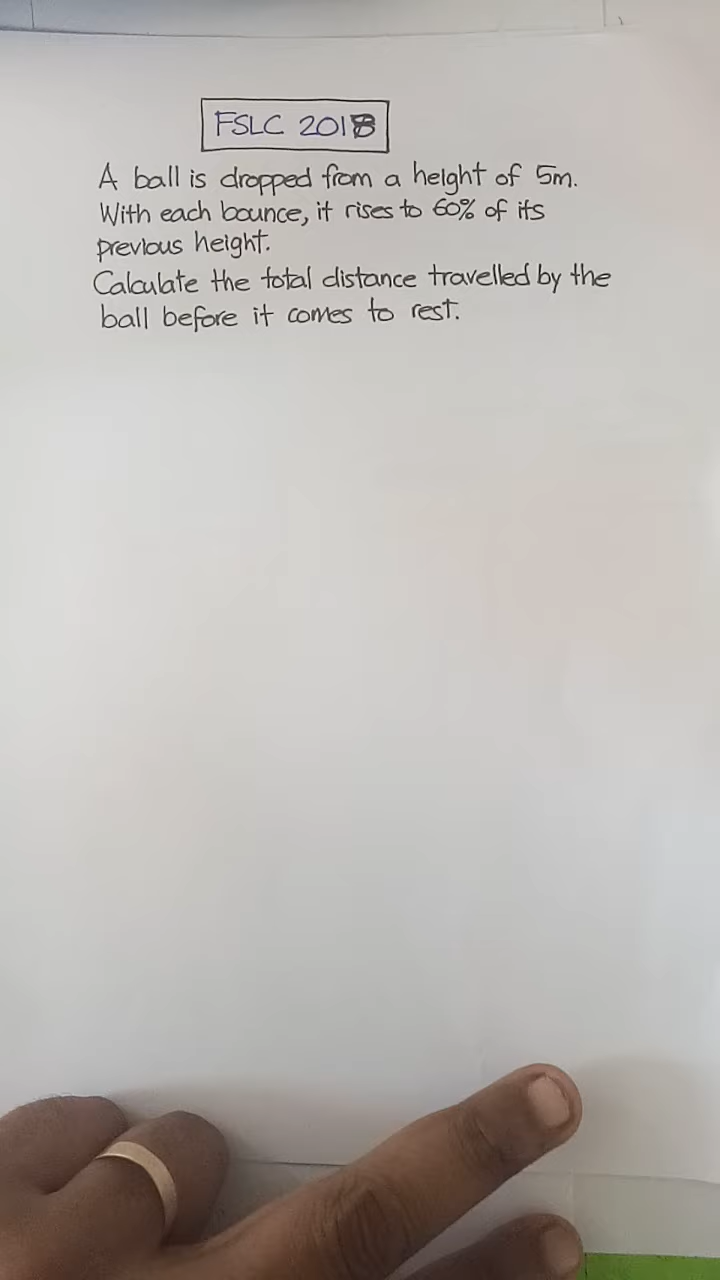 FSLC 2018
A ball is dropped from a height of 5m.
With each bounce, it rises to 60% of its
previous height.
Calculate the total distance travelled by the
ball before it comes to rest.